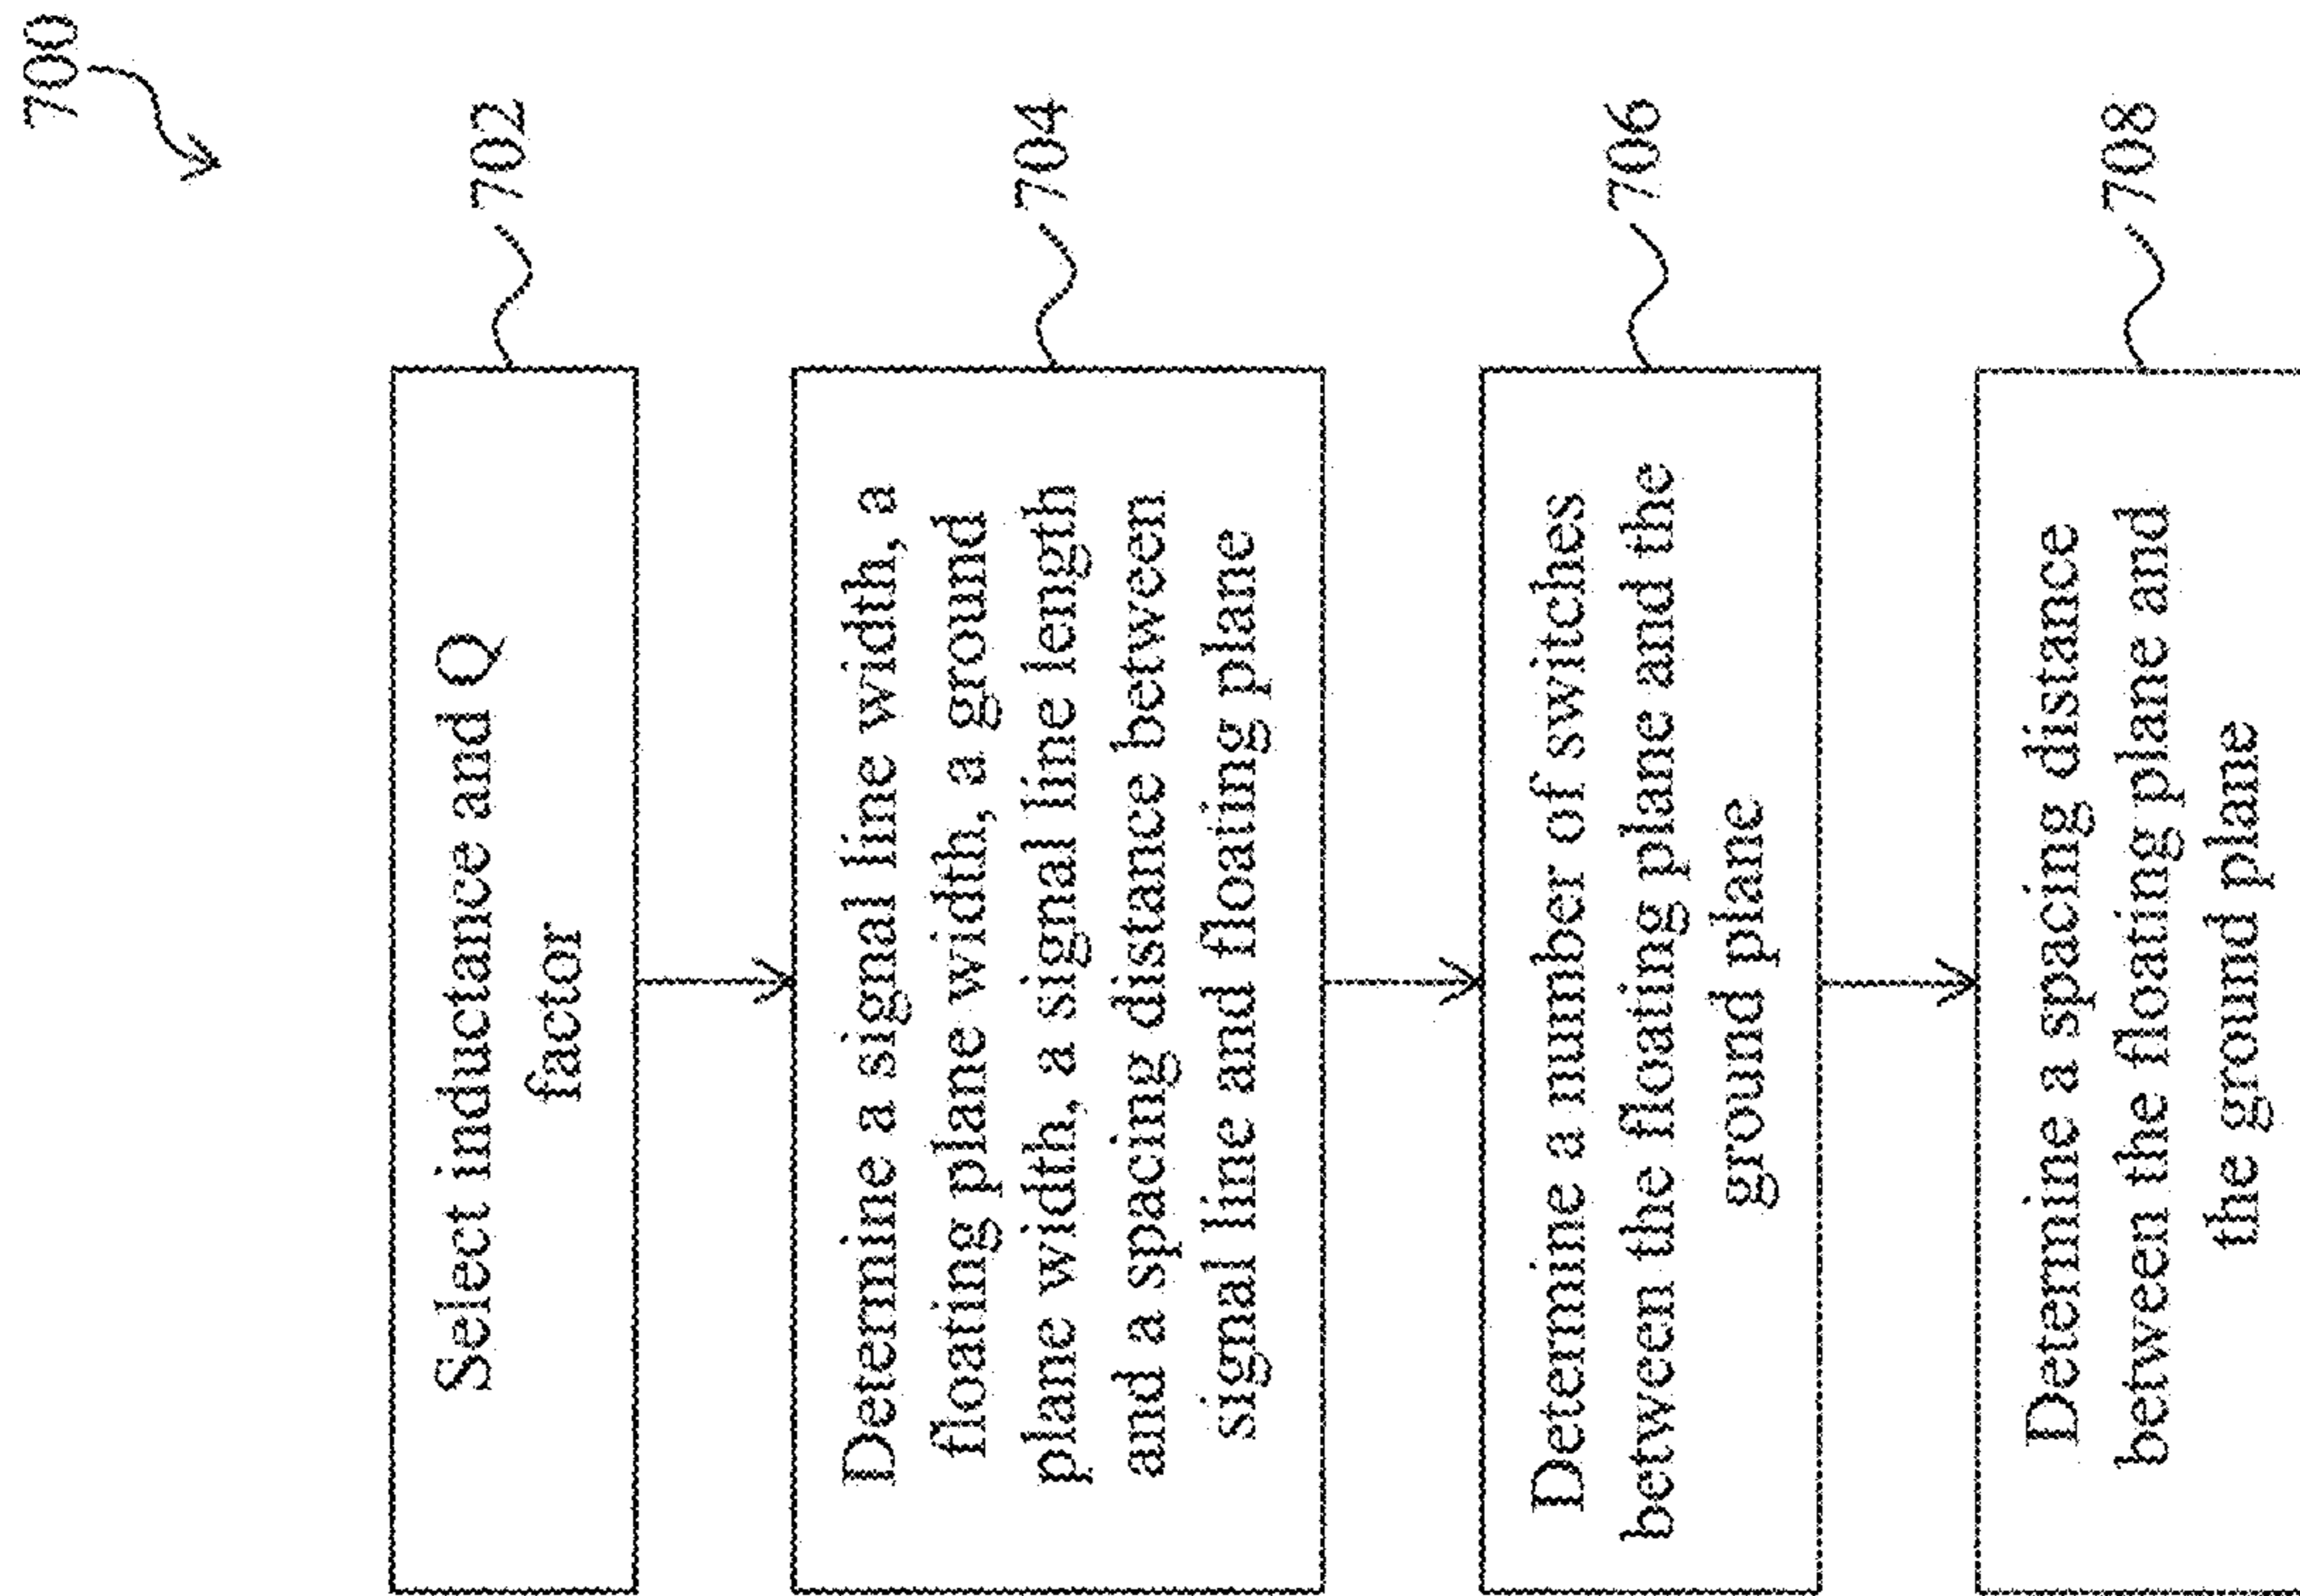 700
Select inductance and Q
factor
702
Determine a signal line width, a
floating plane width, a ground
plane width, a signal line length
and a spacing distance between
signal line and floating plane
704
Determine a number of switches
between the floating plane and the
ground plane
706
Determine a spacing distance
between the floating plane and
the ground plane
708